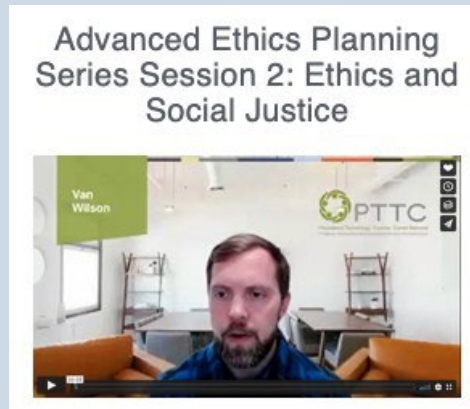 Advanced Ethics Planning
Series Session 2: Ethics and
Social Justice
Van
Wilson
PTTC